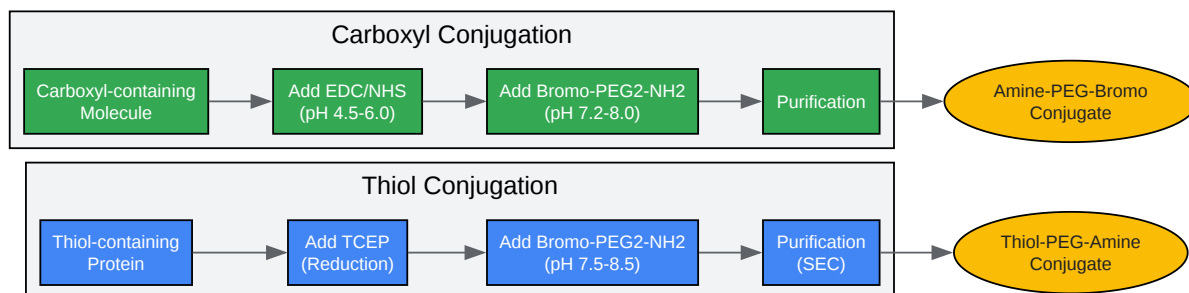 Carboxyl Conjugation
Carboxyl-containing
Molecule
Add EDC/NHS
(pH 4.5-6.0)
Add Bromo-PEG2-NH2
(pH 7.2-8.0)
Purification
Amine-PEG-Bromo
Conjugate
Thiol Conjugation
Thiol-containing
Protein
Add TCEP
(Reduction)
Add Bromo-PEG2-NH2
(pH 7.5-8.5)
Purification
(SEC)
Thiol-PEG-Amine
Conjugate